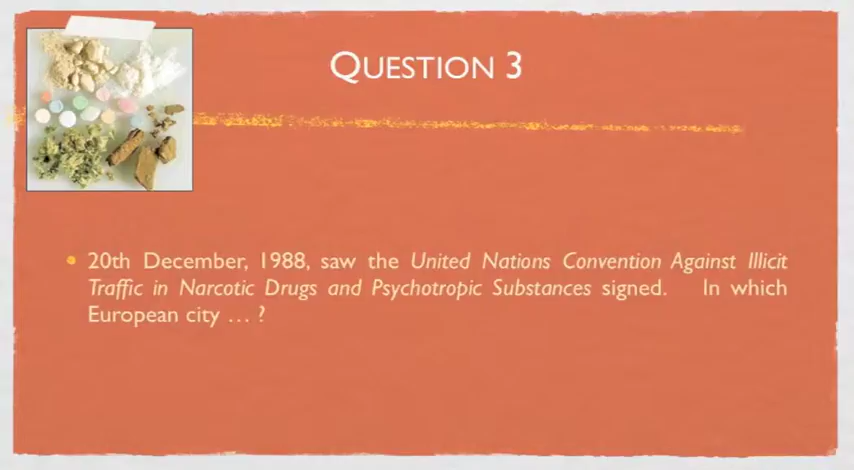 QUESTION 3
• 20th December, 1988, saw the United Nations Convention Against Illicit
Traffic in Narcotic Drugs and Psychotropic Substances signed. In which
European city … ?